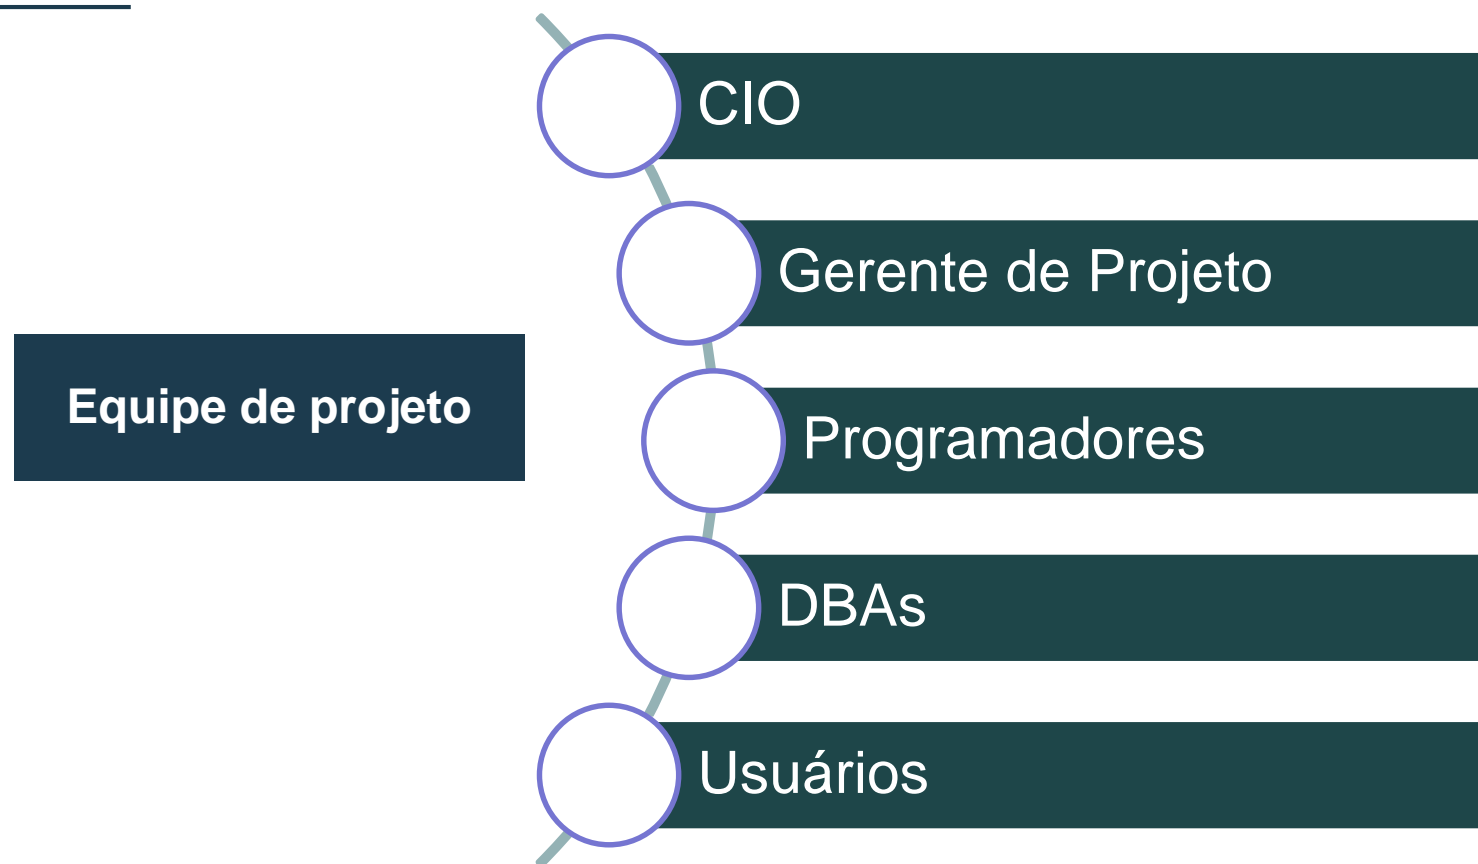 CIO
Gerente de Projeto
Equipe de projeto
Programadores
DBAs
Usuários